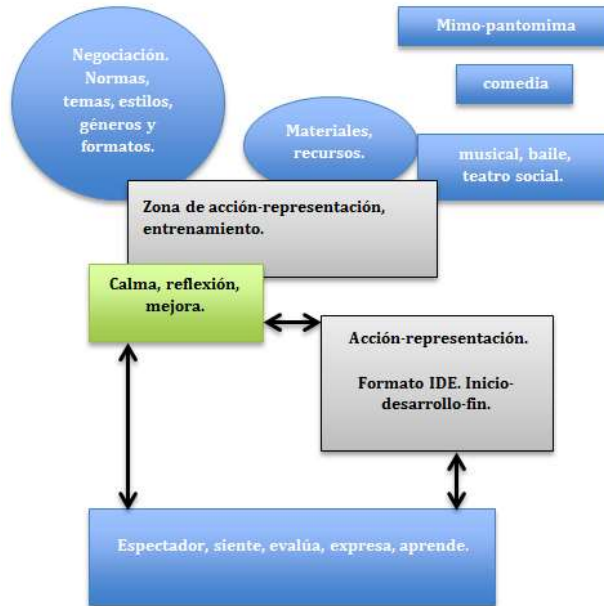 Negociación.
Normas,
temas, estilos,
géneros y
formatos.
Mimo-pantomima
comedia
Materiales,
recursos.
musical, baile,
teatro social.
Zona de acción-representación,
entrenamiento.
Calma, reflexión,
mejora.
Acción-representación.
Formato IDE. Inicio-
desarrollo-fin.
Espectador, siente, evalúa, expresa, aprende.